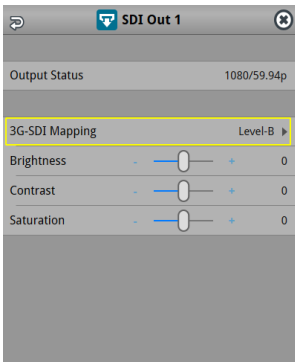 SDI Out 1
Output Status 1080/59.94p
3G-SDI Mapping Level-B
Brightness - + 0
Contrast - + 0
Saturation - + 0